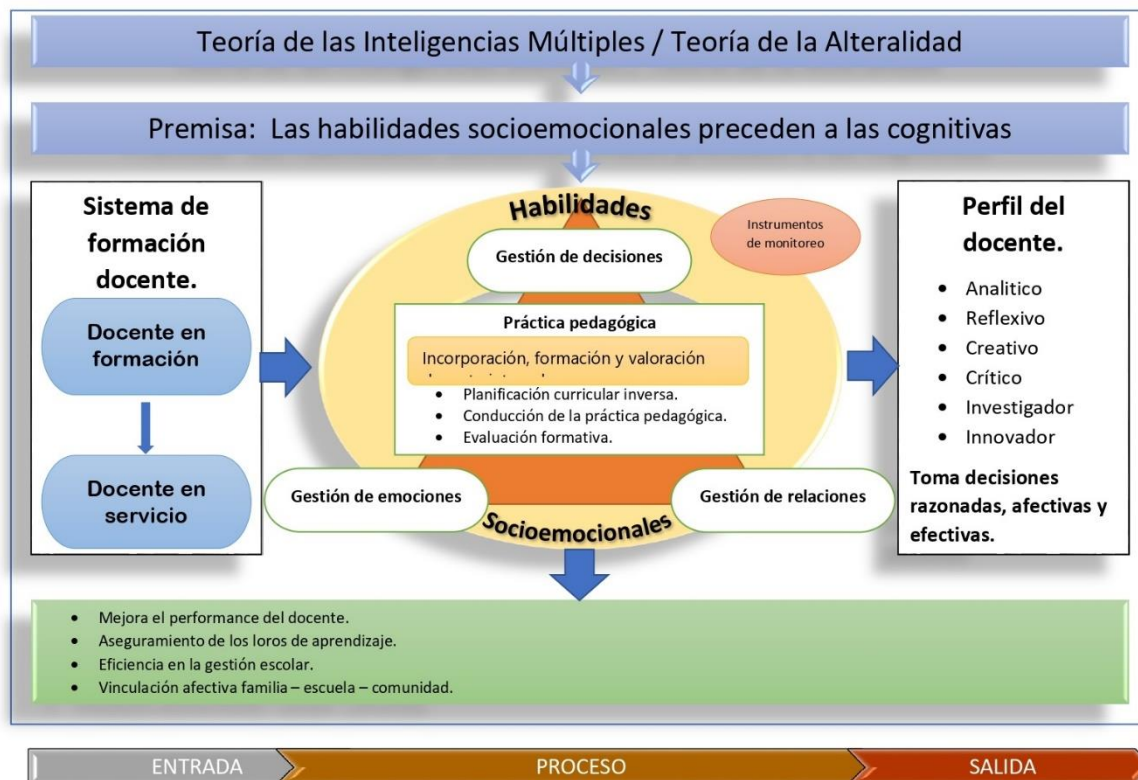 Teoría de las Inteligencias Múltiples / Teoría de la Alteralidad
Premisa: Las habilidades socioemocionales preceden a las cognitivas
Sistema de
formación
docente.
Docente en
formación
Docente en
servicio
Habilidades
Instrumentos
de monitoreo
Gestión de decisiones
Práctica pedagógica
Incorporación, formación y valoración
• Planificación curricular inversa.
• Conducción de la práctica pedagógica.
• Evaluación formativa.
Gestión de emociones
Gestión de relaciones
Socioemocionales
Perfil del
docente.
• Analitico
• Reflexivo
• Creativo
• Crítico
• Investigador
• Innovador
Toma decisiones
razonadas, afectivas y
efectivas.
• Mejora el performance del docente.
• Aseguramiento de los loros de aprendizaje.
• Eficiencia en la gestión escolar.
• Vinculación afectiva familia – escuela – comunidad.
ENTRADA
PROCESO
SALIDA